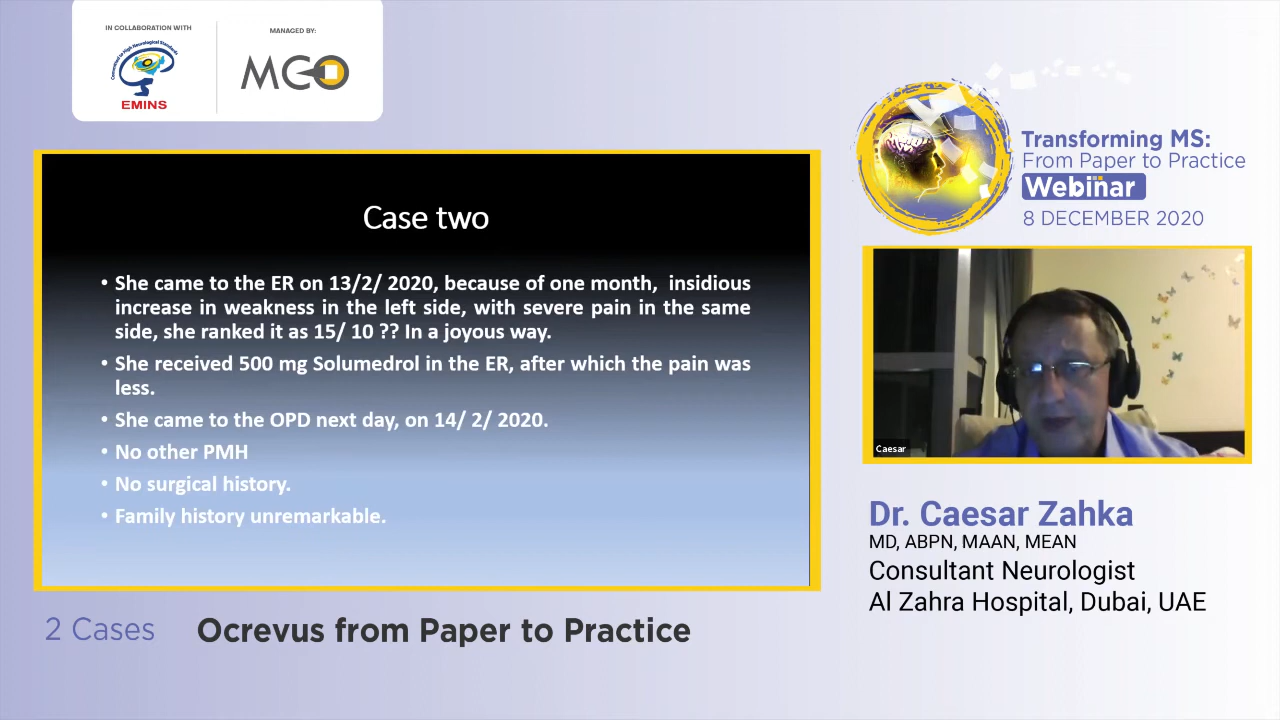 IN COLLABORATION WITH
Committed to High Neurological Standards
EMINS
MANAGED BY:
MCO
Transforming MS:
From Paper to Practice
Webinar
8 DECEMBER 2020
Case two
• She came to the ER on 13/2/ 2020, because of one month,  insidious
increase in weakness in the left side, with severe pain in the same
side, she ranked it as 15/ 10 ?? In a joyous way.
• She received 500 mg Solumedrol in the ER, after which the pain was
less.
• She came to the OPD next day, on 14/ 2/ 2020.
• No other PMH
• No surgical history.
• Family history unremarkable.
Caesar
Dr. Caesar Zahka
MD, ABPN, MAAN, MEAN
Consultant Neurologist
Al Zahra Hospital, Dubai, UAE
2 Cases
Ocrevus from Paper to Practice